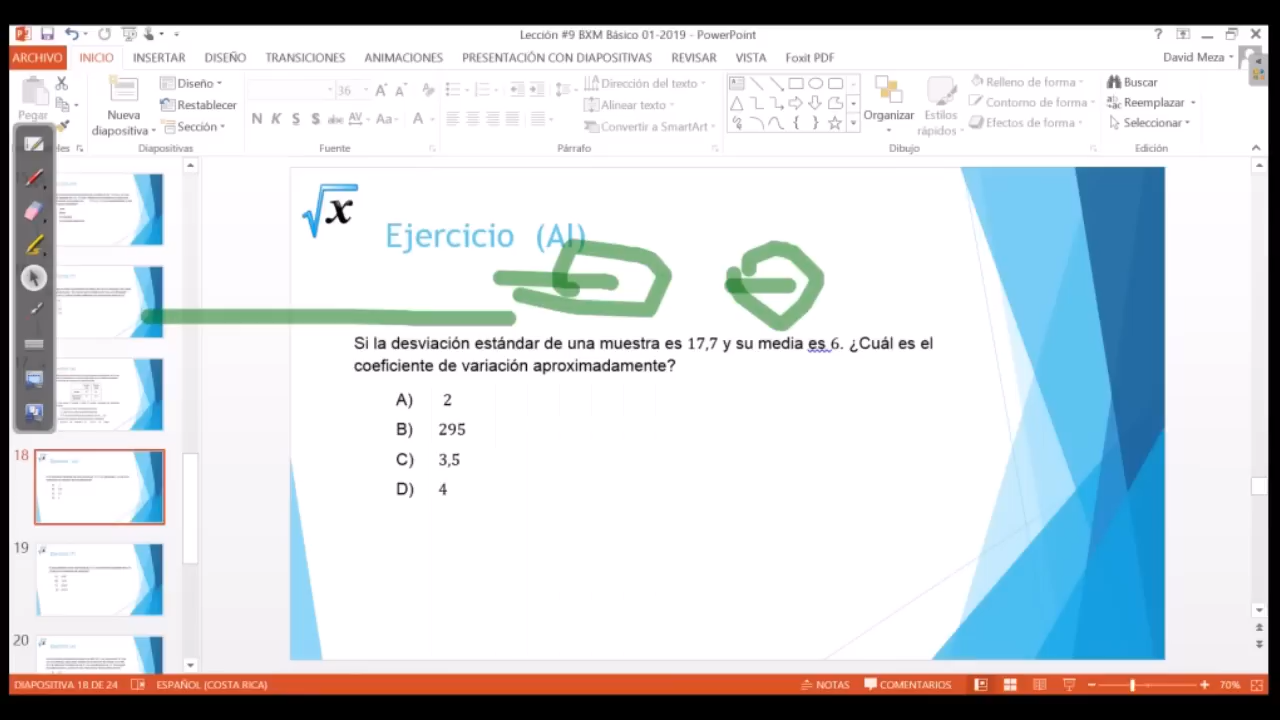 Lección #9 BXM Básico 01-2019 - PowerPoint
ARCHIVO INICIO INSERTAR DISEÑO TRANSICIONES ANIMACIONES PRESENTACIÓN CON DIAPOSITIVAS REVISAR VISTA Foxit PDF David Meza
Pegar
Nueva diapositiva
Diseño
Restablecer
Sección
Diapositivas
36
N K S S abc AV Aa A
Fuente
Dirección del texto
Alinear texto
Convertir a SmartArt
Párrafo
Organizar
Estilos rápidos
Relleno de forma
Contorno de forma
Efectos de forma
Dibujo
Buscar
Reemplazar
Seleccionar
Edición
18
19
20
x
Ejercicio (Al)
Si la desviación estándar de una muestra es 17,7 y su media es 6. ¿Cuál es el
coeficiente de variación aproximadamente?
A) 2
B) 295
C) 3,5
D) 4
DIAPOSITIVA 18 DE 24 ESPAÑOL (COSTA RICA) NOTAS COMENTARIOS 70%